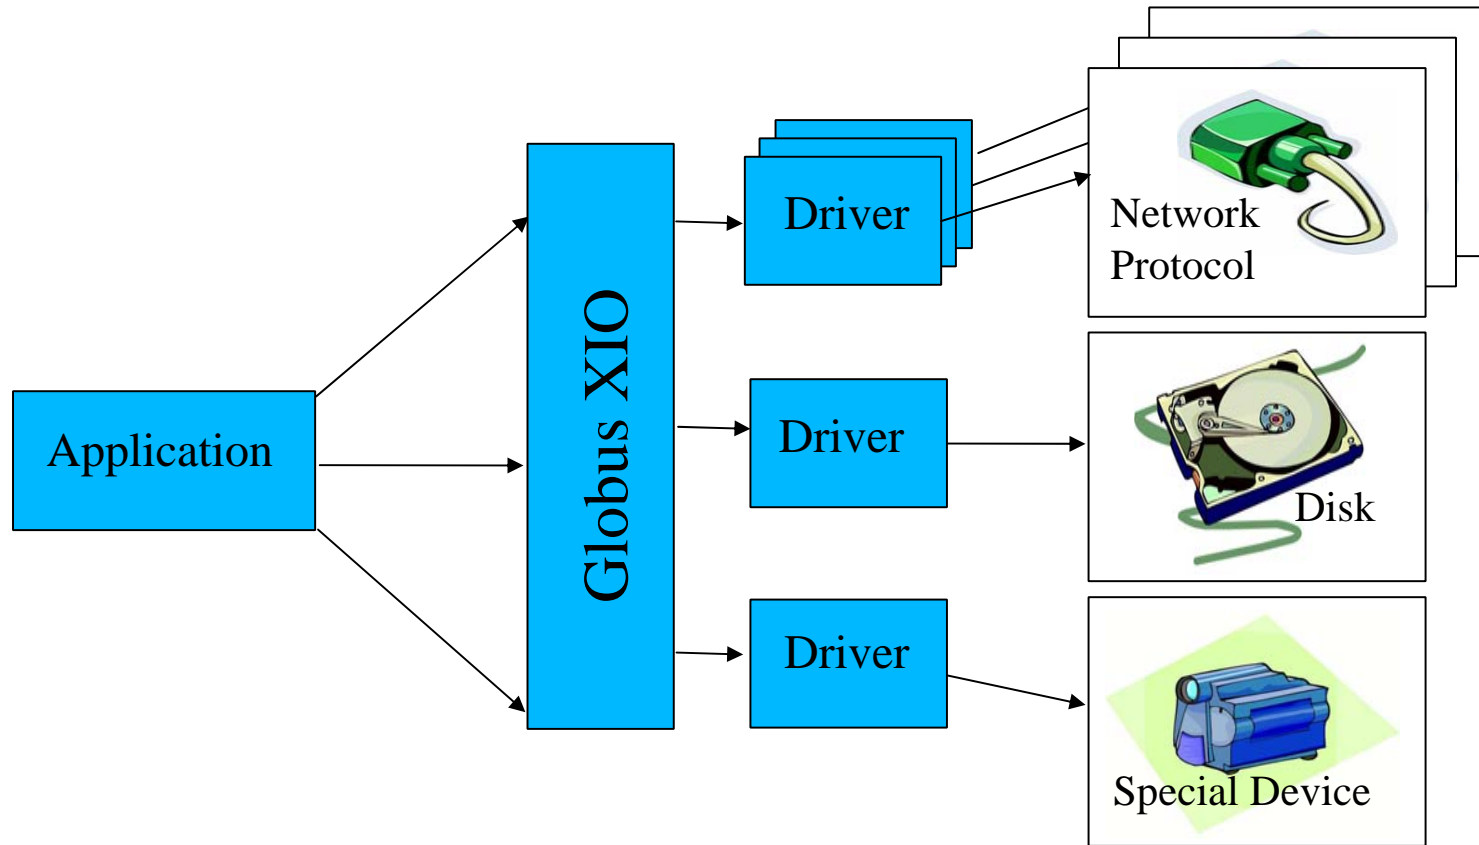 Application
Globus XIO
Driver
Network
Protocol
Driver
Disk
Driver
Special Device